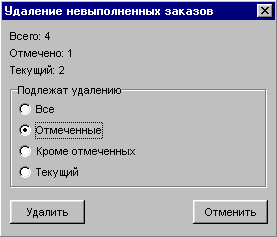 Удаление невыполненных заказов
Всего: 4
Отмечено: 1
Текущий: 2
Подлежат удалению
Все
Отмеченные
Кроме отмеченных
Текущий
Удалить
Отменить